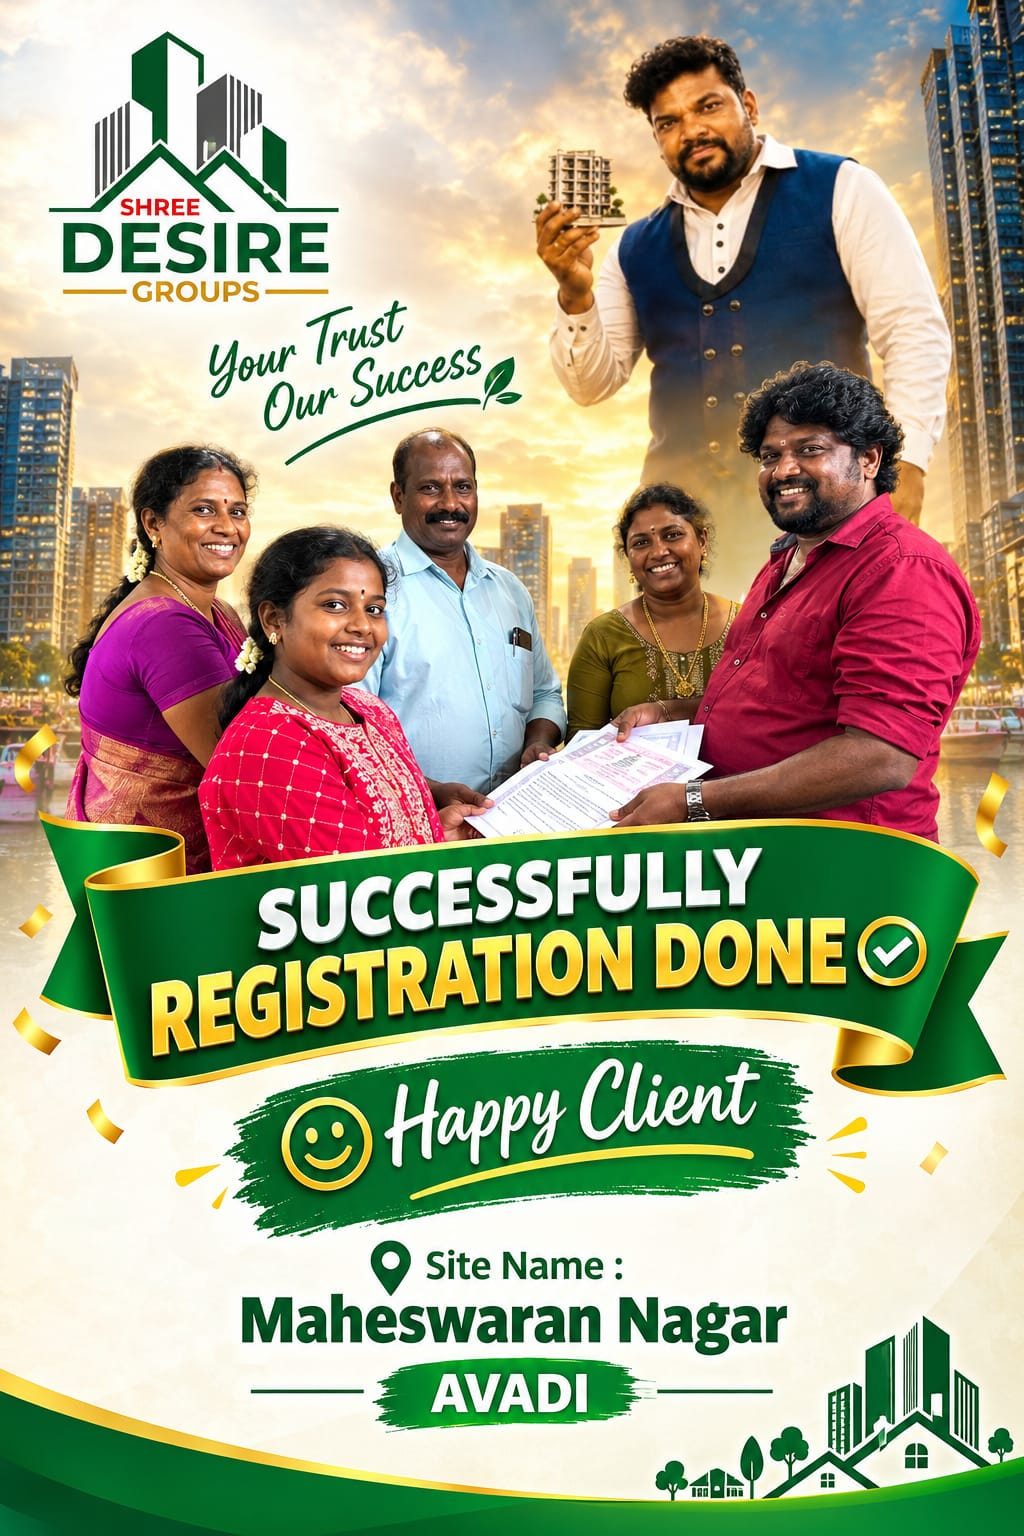 SHREE
DESIRE
GROUPS
Your Trust
Our Success
SUCCESSFULLY
REGISTRATION DONE
Happy Client
Site Name :
Maheswaran Nagar
AVADI